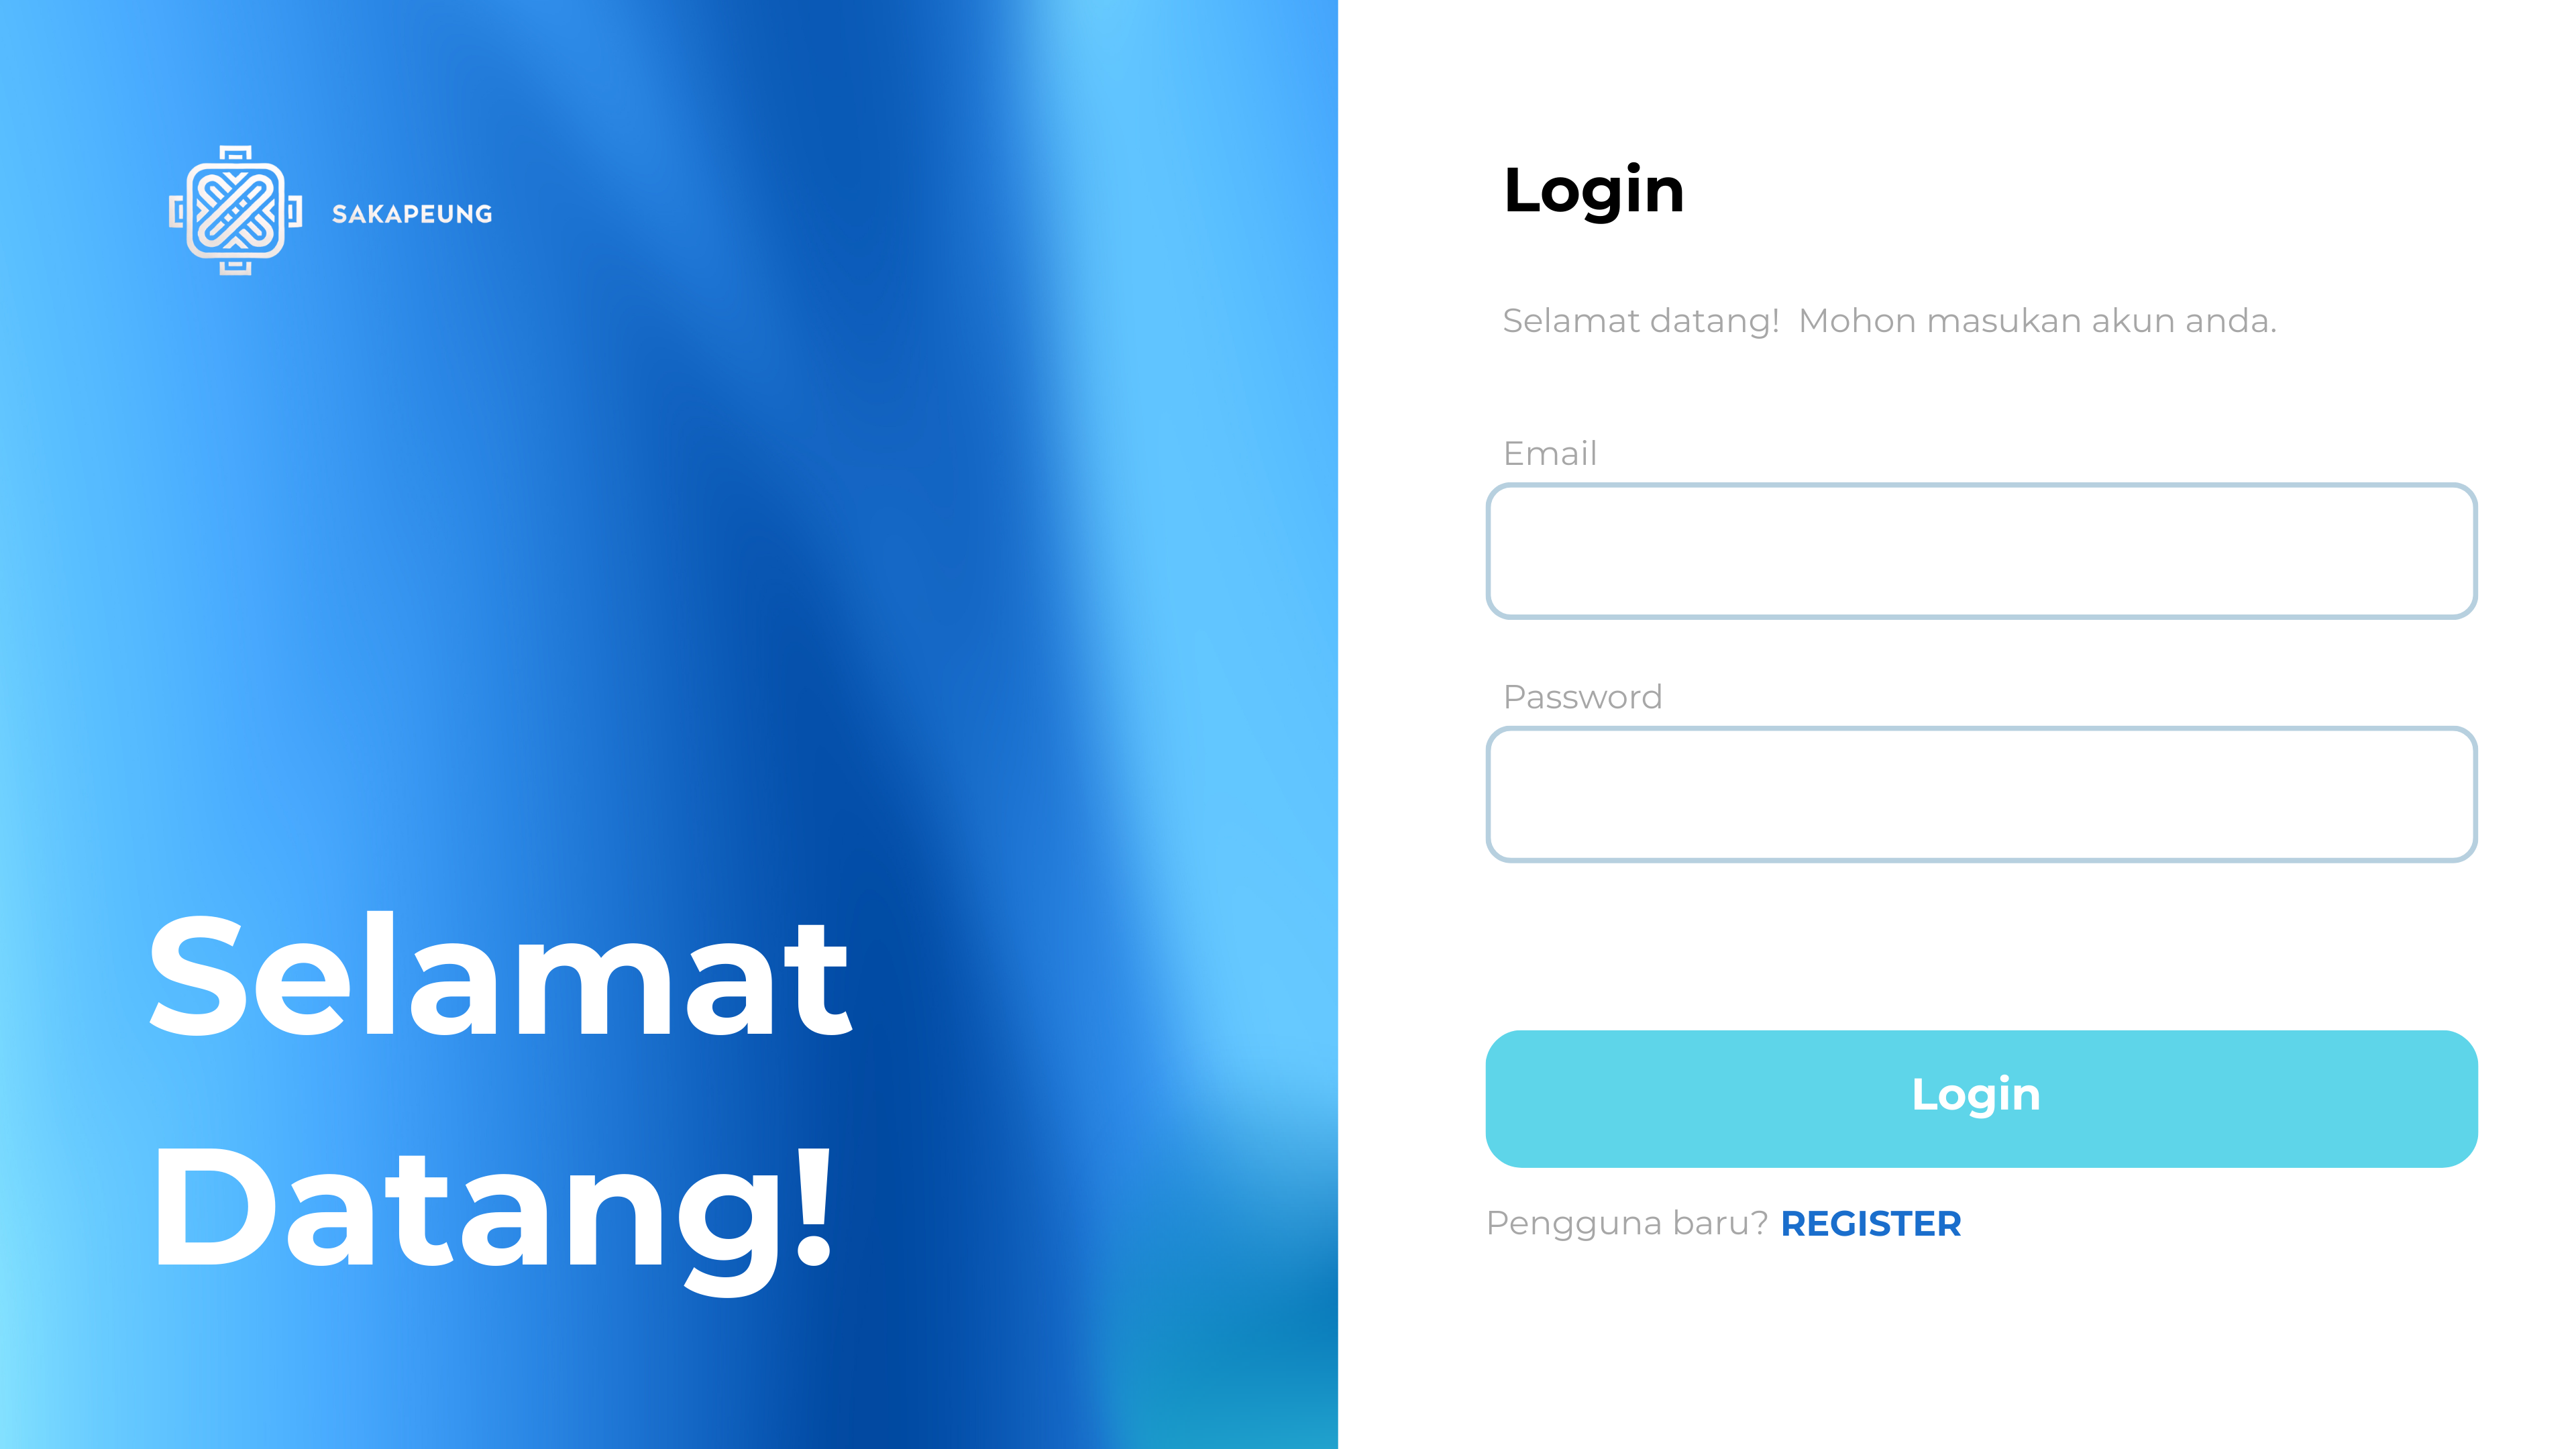 SAKAPEUNG
Selamat
Datang!
Login
Selamat datang!  Mohon masukan akun anda.
Email
Password
Login
Pengguna baru? REGISTER